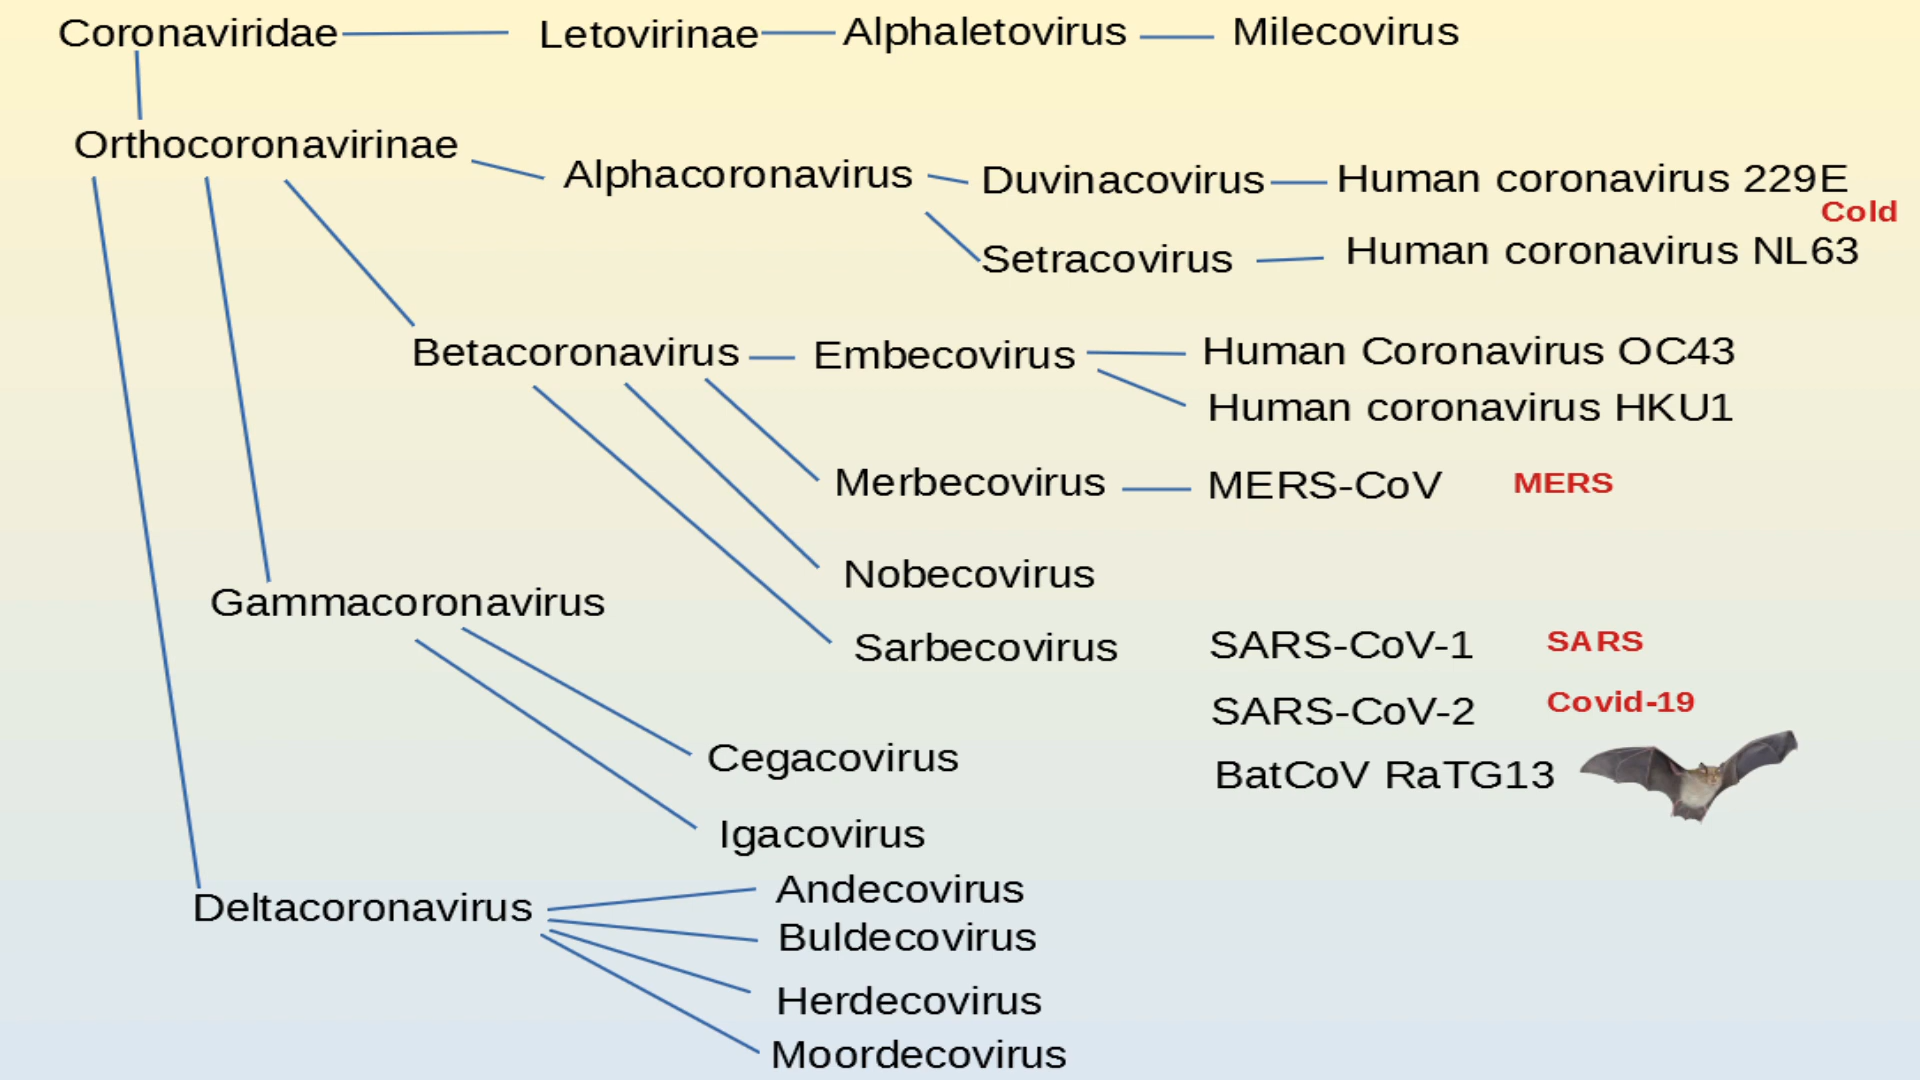 Coronaviridae Letovirinae Alphaletovirus Milecovirus
Orthocoronavirinae
Alphacoronavirus Duvinacovirus Human coronavirus 229E
Cold
Setracovirus Human coronavirus NL63
Betacoronavirus Embecovirus Human Coronavirus OC43
Human coronavirus HKU1
Merbecovirus MERS-CoV MERS
Nobecovirus
Gammacoronavirus
Sarbecovirus SARS-CoV-1 SARS
SARS-CoV-2 Covid-19
Cegacovirus
BatCoV RaTG13
Igacovirus
Andecovirus
Deltacoronavirus
Buldecovirus
Herdecovirus
Moordecovirus